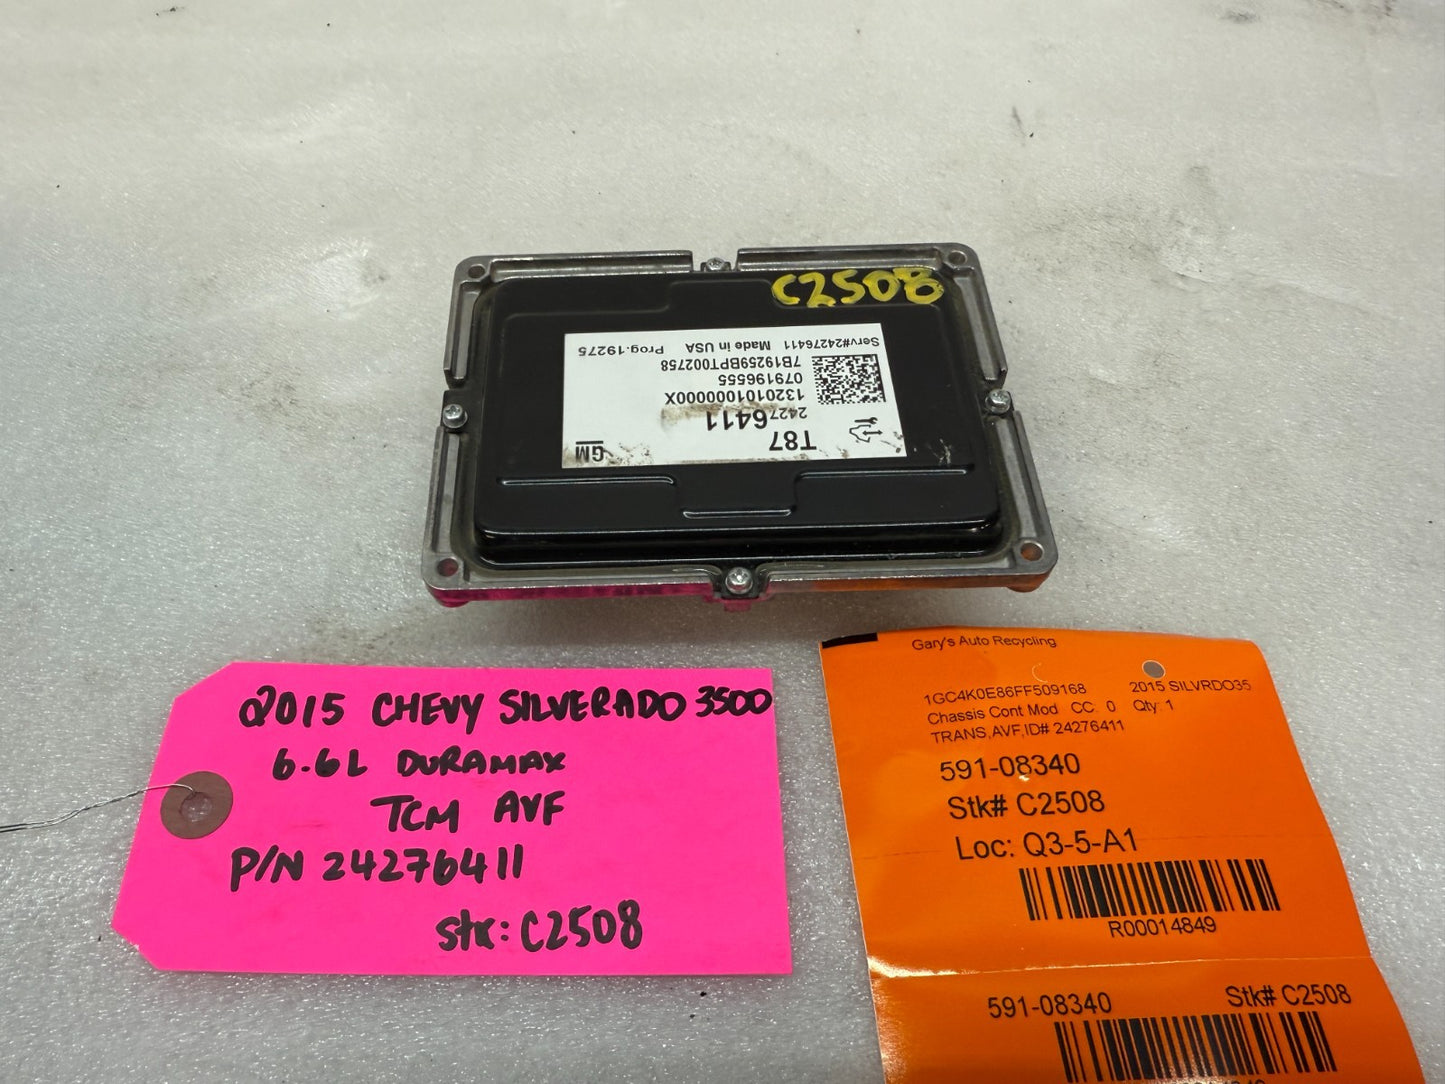 C2508
GM
T87
24276411
1320101000000X
079196555
7B19259BPT002758
Serv#24276411 Made in USA Prog.19275
2015 CHEVY SILVERADO 3500
6.6L DURAMAX
TCM AVF
P/N 24276411
stk: C2508
Gary's Auto Recycling
1GC4K0E86FF509168 2015 SILVRDO35
Chassis Cont Mod CC: 0 Qty: 1
TRANS,AVF,ID# 24276411
591-08340
Stk# C2508
Loc: Q3-5-A1
R00014849
591-08340 Stk# C2508